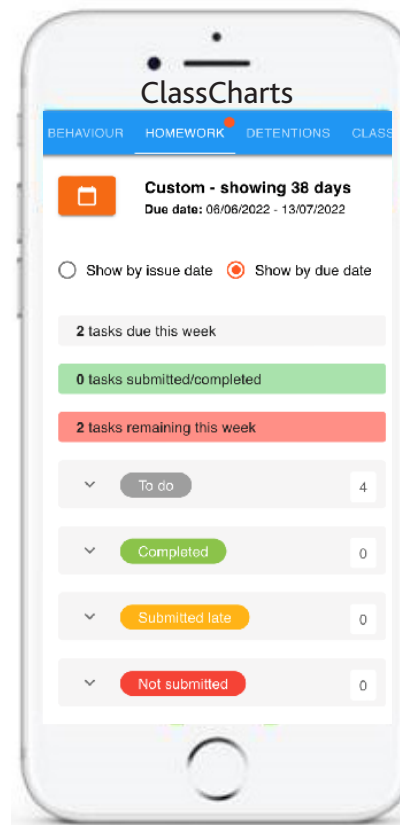 ClassCharts
BEHAVIOUR HOMEWORK DETENTIONS CLASS
Custom - showing 38 days
Due date: 06/06/2022 - 13/07/2022
Show by issue date Show by due date
2 tasks due this week
0 tasks submitted/completed
2 tasks remaining this week
To do 4
Completed 0
Submitted late 0
Not submitted 0